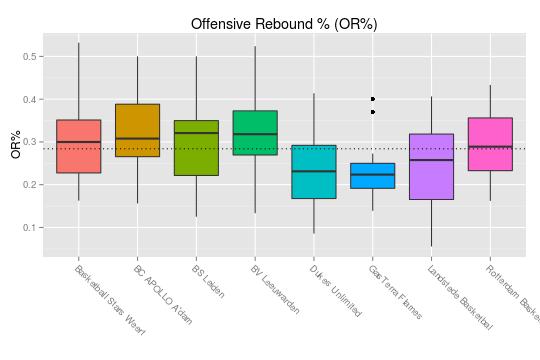 Offensive Rebound % (OR%)
OR%
0.5
0.4
0.3
0.2
0.1
Basketball Stars Weert
BC APOLLO A'dam
BS Leiden
BV Leeuwarden
Dukes Unlimited
GasTerra Flames
Landstede Basketbal
Rotterdam Baske